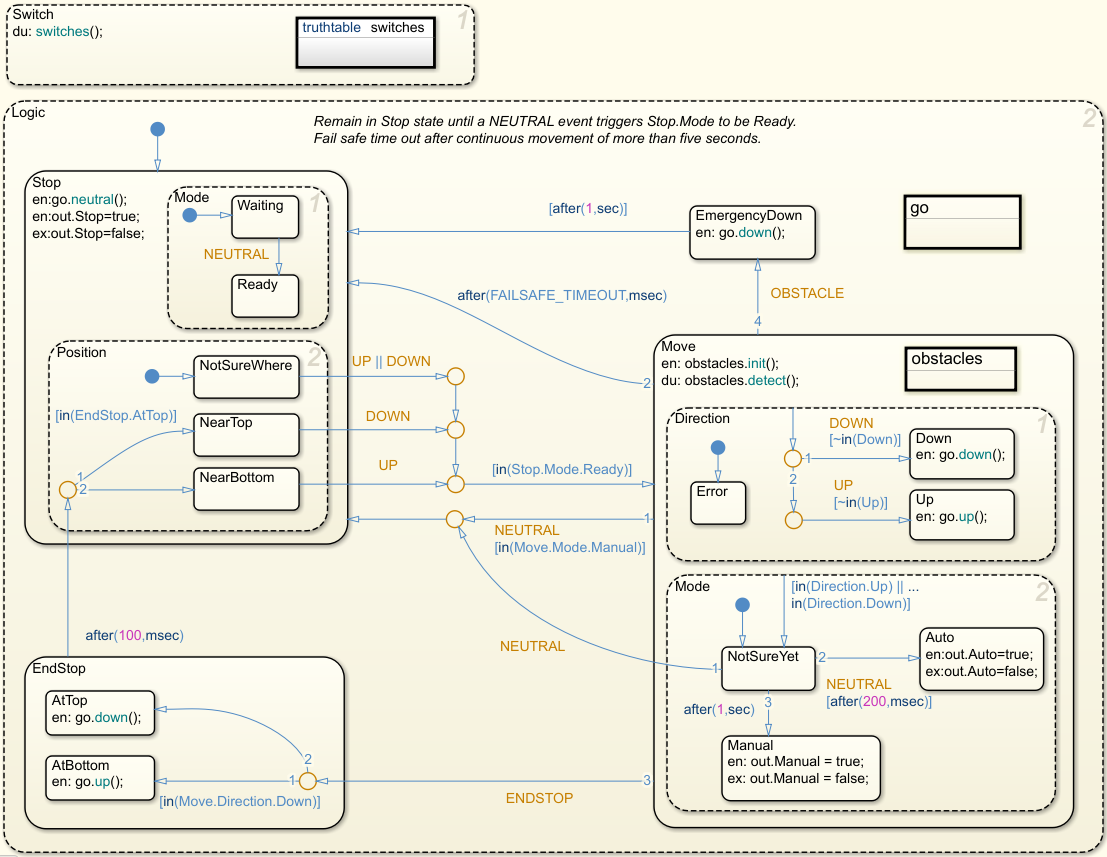 Switch
du: switches();
truthtable switches
1
Logic
2
Remain in Stop state until a NEUTRAL event triggers Stop.Mode to be Ready.
Fail safe time out after continuous movement of more than five seconds.
Stop
en:go.neutral();
en:out.Stop=true;
ex:out.Stop=false;
Mode
1
Waiting
NEUTRAL
Ready
Position
2
NotSureWhere
[in(EndStop.AtTop)]
NearTop
1
2
NearBottom
UP || DOWN
DOWN
UP
[in(Stop.Mode.Ready)]
[after(1,sec)]
EmergencyDown
en: go.down();
go
after(FAILSAFE_TIMEOUT,msec)
OBSTACLE
4
2
Move
en: obstacles.init();
du: obstacles.detect();
obstacles
Direction
1
Error
DOWN
[~in(Down)]
1
2
Down
en: go.down();
UP
[~in(Up)]
Up
en: go.up();
1
NEUTRAL
[in(Move.Mode.Manual)]
Mode
2
[in(Direction.Up) || ...
in(Direction.Down)]
NotSureYet
1
NEUTRAL
2
NEUTRAL
[after(200,msec)]
Auto
en:out.Auto=true;
ex:out.Auto=false;
after(1,sec)
3
Manual
en: out.Manual = true;
ex: out.Manual = false;
3
ENDSTOP
after(100,msec)
EndStop
AtTop
en: go.down();
AtBottom
en: go.up();
2
1
[in(Move.Direction.Down)]